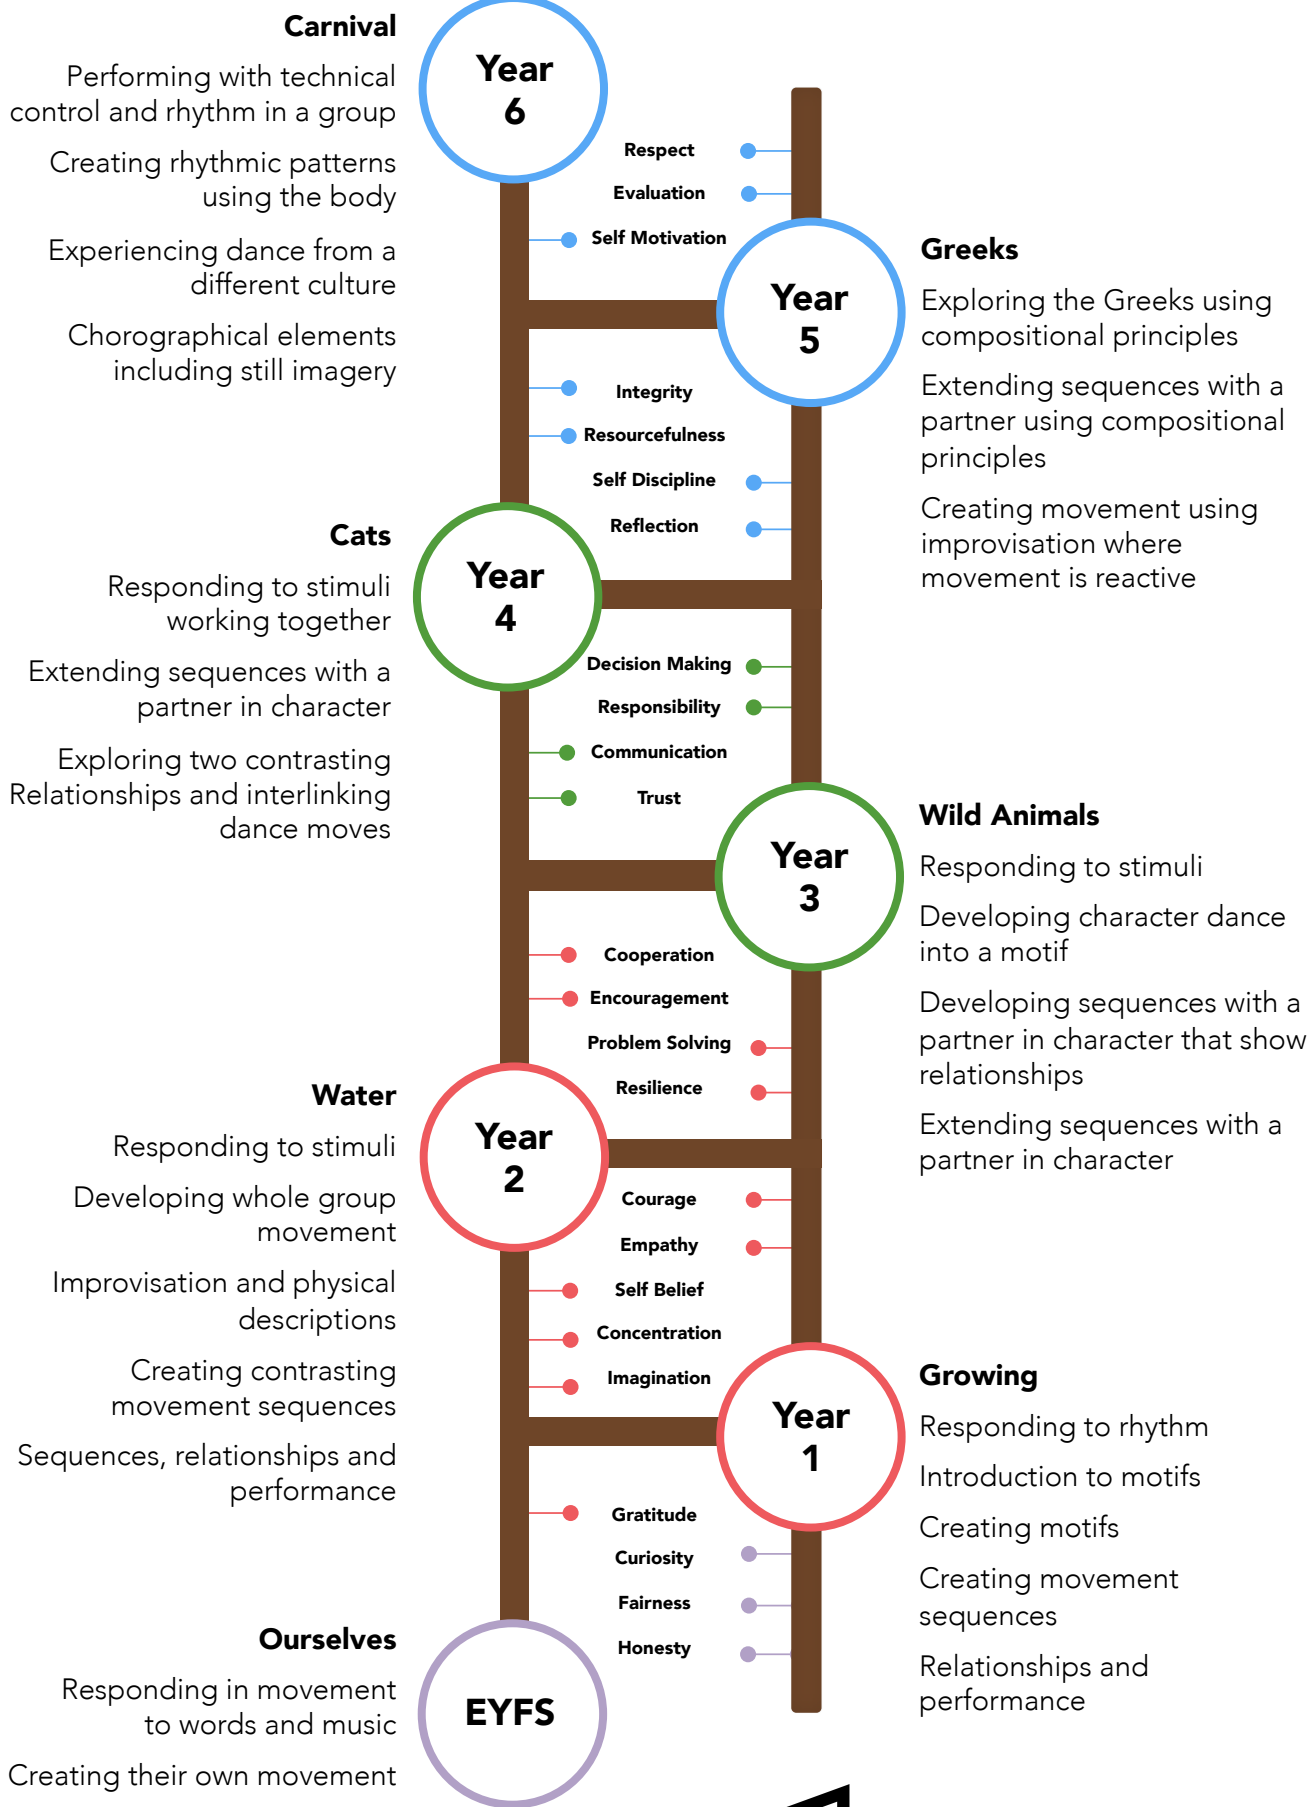 Carnival
Performing with technical
control and rhythm in a group
Creating rhythmic patterns
using the body
Experiencing dance from a
different culture
Chorographical elements
including still imagery
Year
6
Respect
Evaluation
Self Motivation
Year
5
Greeks
Exploring the Greeks using
compositional principles
Extending sequences with a
partner using compositional
principles
Creating movement using
improvisation where
movement is reactive
Integrity
Resourcefulness
Self Discipline
Reflection
Cats
Responding to stimuli
working together
Extending sequences with a
partner in character
Exploring two contrasting
Relationships and interlinking
dance moves
Year
4
Decision Making
Responsibility
Communication
Trust
Year
3
Wild Animals
Responding to stimuli
Developing character dance
into a motif
Developing sequences with a
partner in character that show
relationships
Extending sequences with a
partner in character
Cooperation
Encouragement
Problem Solving
Resilience
Water
Responding to stimuli
Developing whole group
movement
Improvisation and physical
descriptions
Creating contrasting
movement sequences
Sequences, relationships and
performance
Year
2
Courage
Empathy
Self Belief
Concentration
Imagination
Year
1
Growing
Responding to rhythm
Introduction to motifs
Creating motifs
Creating movement
sequences
Relationships and
performance
Gratitude
Curiosity
Fairness
Honesty
Ourselves
Responding in movement
to words and music
Creating their own movement
EYFS